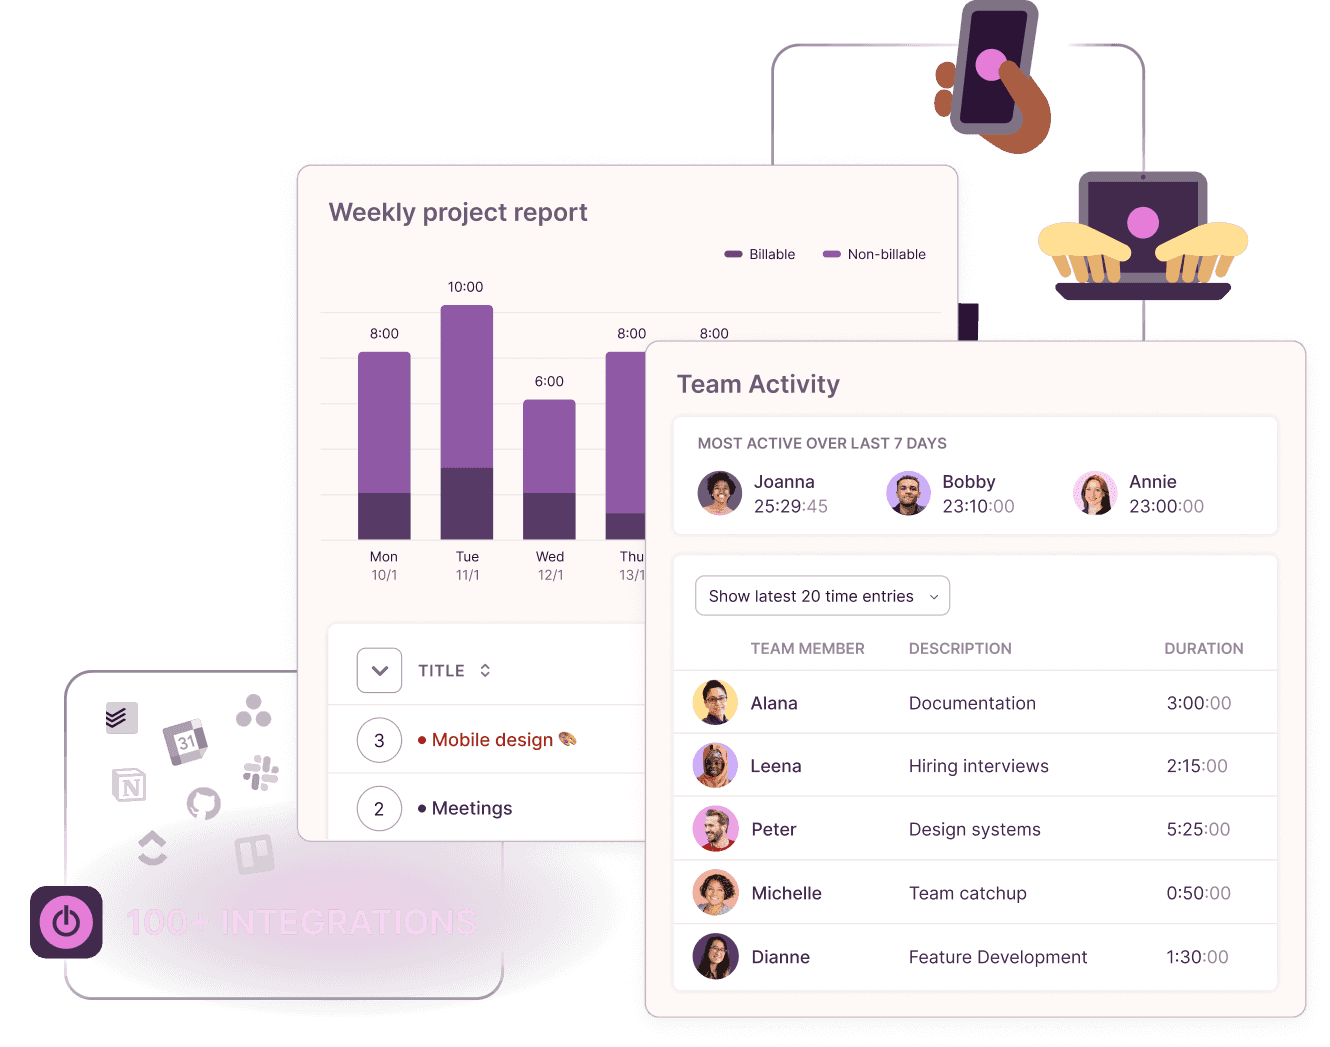 Weekly project report
Billable
Non-billable
10:00
8:00
8:00
8:00
6:00
Mon
Tue
Wed
Thu
10/1
11/1
12/1
13/1
TITLE
3
Mobile design
2
Meetings
31
N
100+ INTEGRATIONS
Team Activity
MOST ACTIVE OVER LAST 7 DAYS
Joanna
25:29:45
Bobby
23:10:00
Annie
23:00:00
Show latest 20 time entries
TEAM MEMBER DESCRIPTION DURATION
Alana Documentation 3:00:00
Leena Hiring interviews 2:15:00
Peter Design systems 5:25:00
Michelle Team catchup 0:50:00
Dianne Feature Development 1:30:00